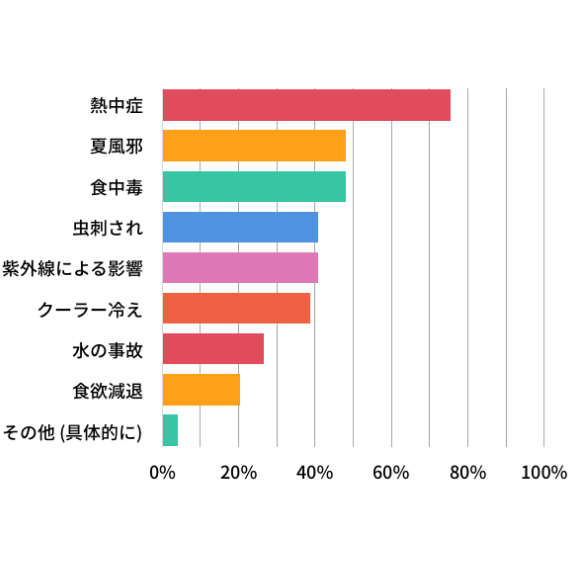 熱中症
夏風邪
食中毒
虫刺され
紫外線による影響
クーラー冷え
水の事故
食欲減退
その他 (具体的に)
0% 20% 40% 60% 80% 100%